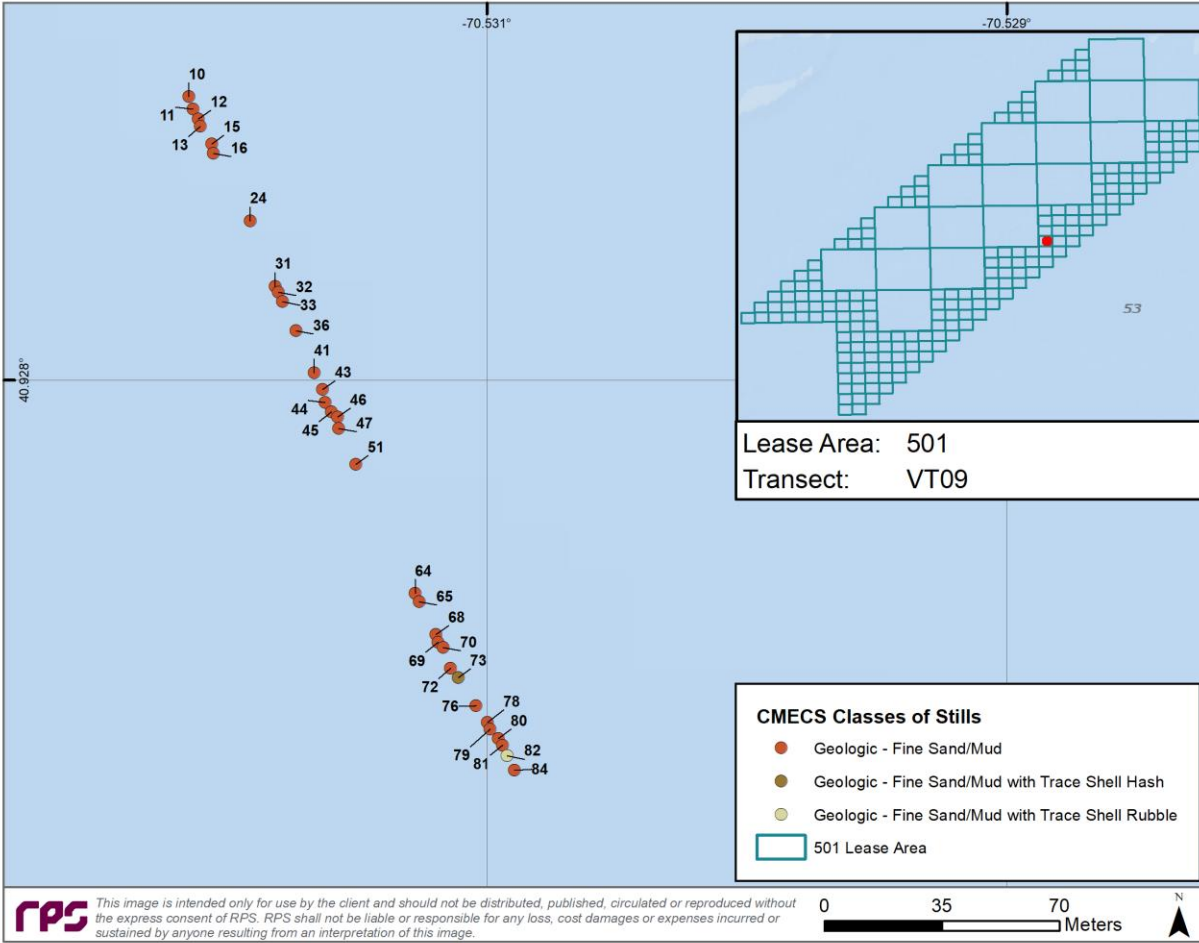 -70.531°
-70.529°
40.928°
10
11
12
13
15
16
24
31
32
33
36
41
43
44
46
45
47
51
64
65
68
69
70
72
73
76
78
79
80
81
82
84
53
Lease Area: 501
Transect: VT09
CMECS Classes of Stills
Geologic - Fine Sand/Mud
Geologic - Fine Sand/Mud with Trace Shell Hash
Geologic - Fine Sand/Mud with Trace Shell Rubble
501 Lease Area
rps
This image is intended only for use by the client and should not be distributed, published, circulated or reproduced without
the express consent of RPS. RPS shall not be liable or responsible for any loss, cost damages or expenses incurred or
sustained by anyone resulting from an interpretation of this image.
0 35 70
Meters
N